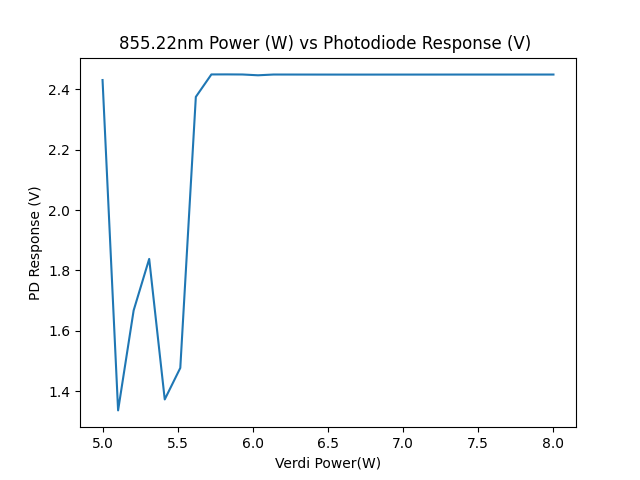 855.22nm Power (W) vs Photodiode Response (V)
2.4
2.2
2.0
1.8
1.6
1.4
PD Response (V)
5.0 5.5 6.0 6.5 7.0 7.5 8.0
Verdi Power(W)